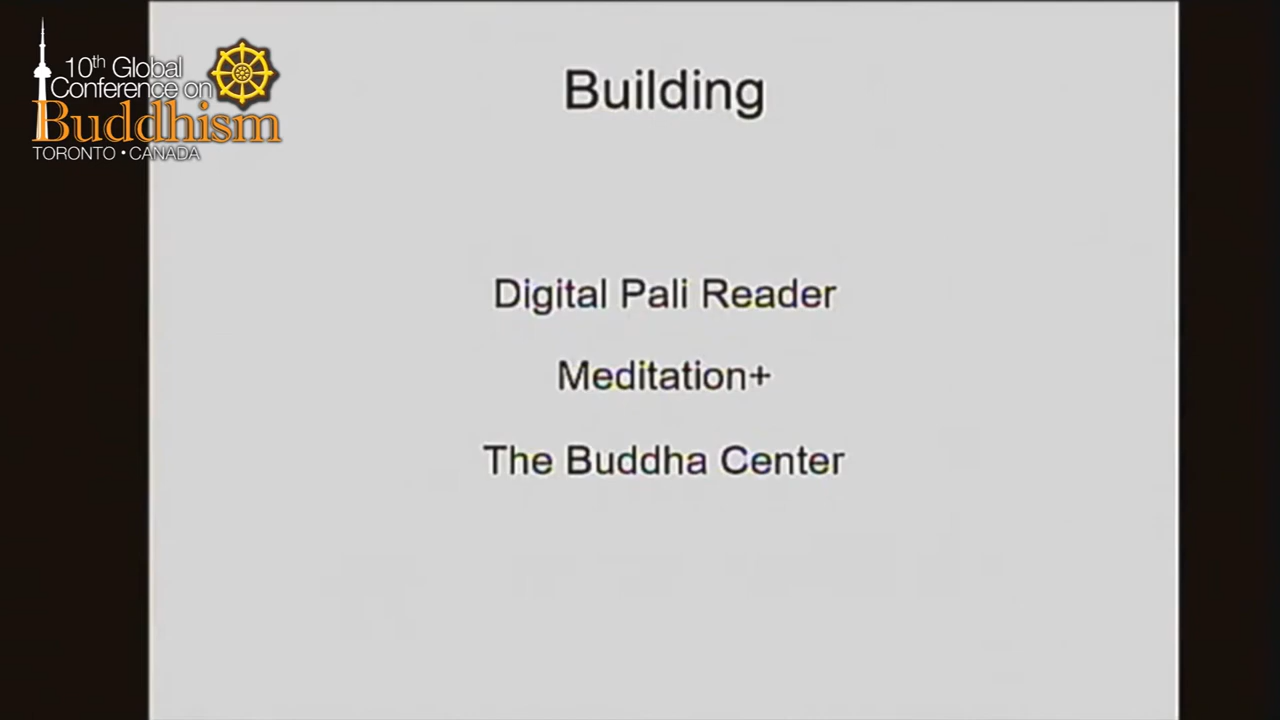 10th Global
Conference on
Buddhism
TORONTO • CANADA
Building
Digital Pali Reader
Meditation+
The Buddha Center